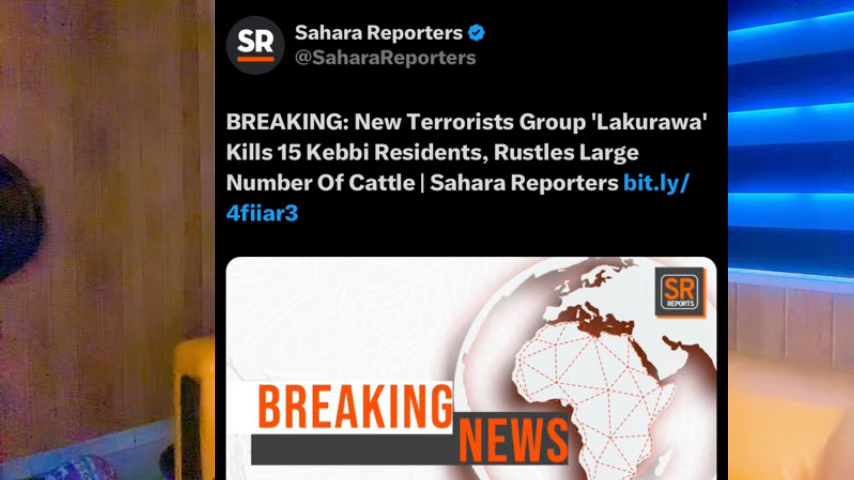 SR
Sahara Reporters
@SaharaReporters
BREAKING: New Terrorists Group 'Lakurawa'
Kills 15 Kebbi Residents, Rustles Large
Number Of Cattle | Sahara Reporters bit.ly/
4fiiar3
SR
REPORTS
BREAKING
NEWS